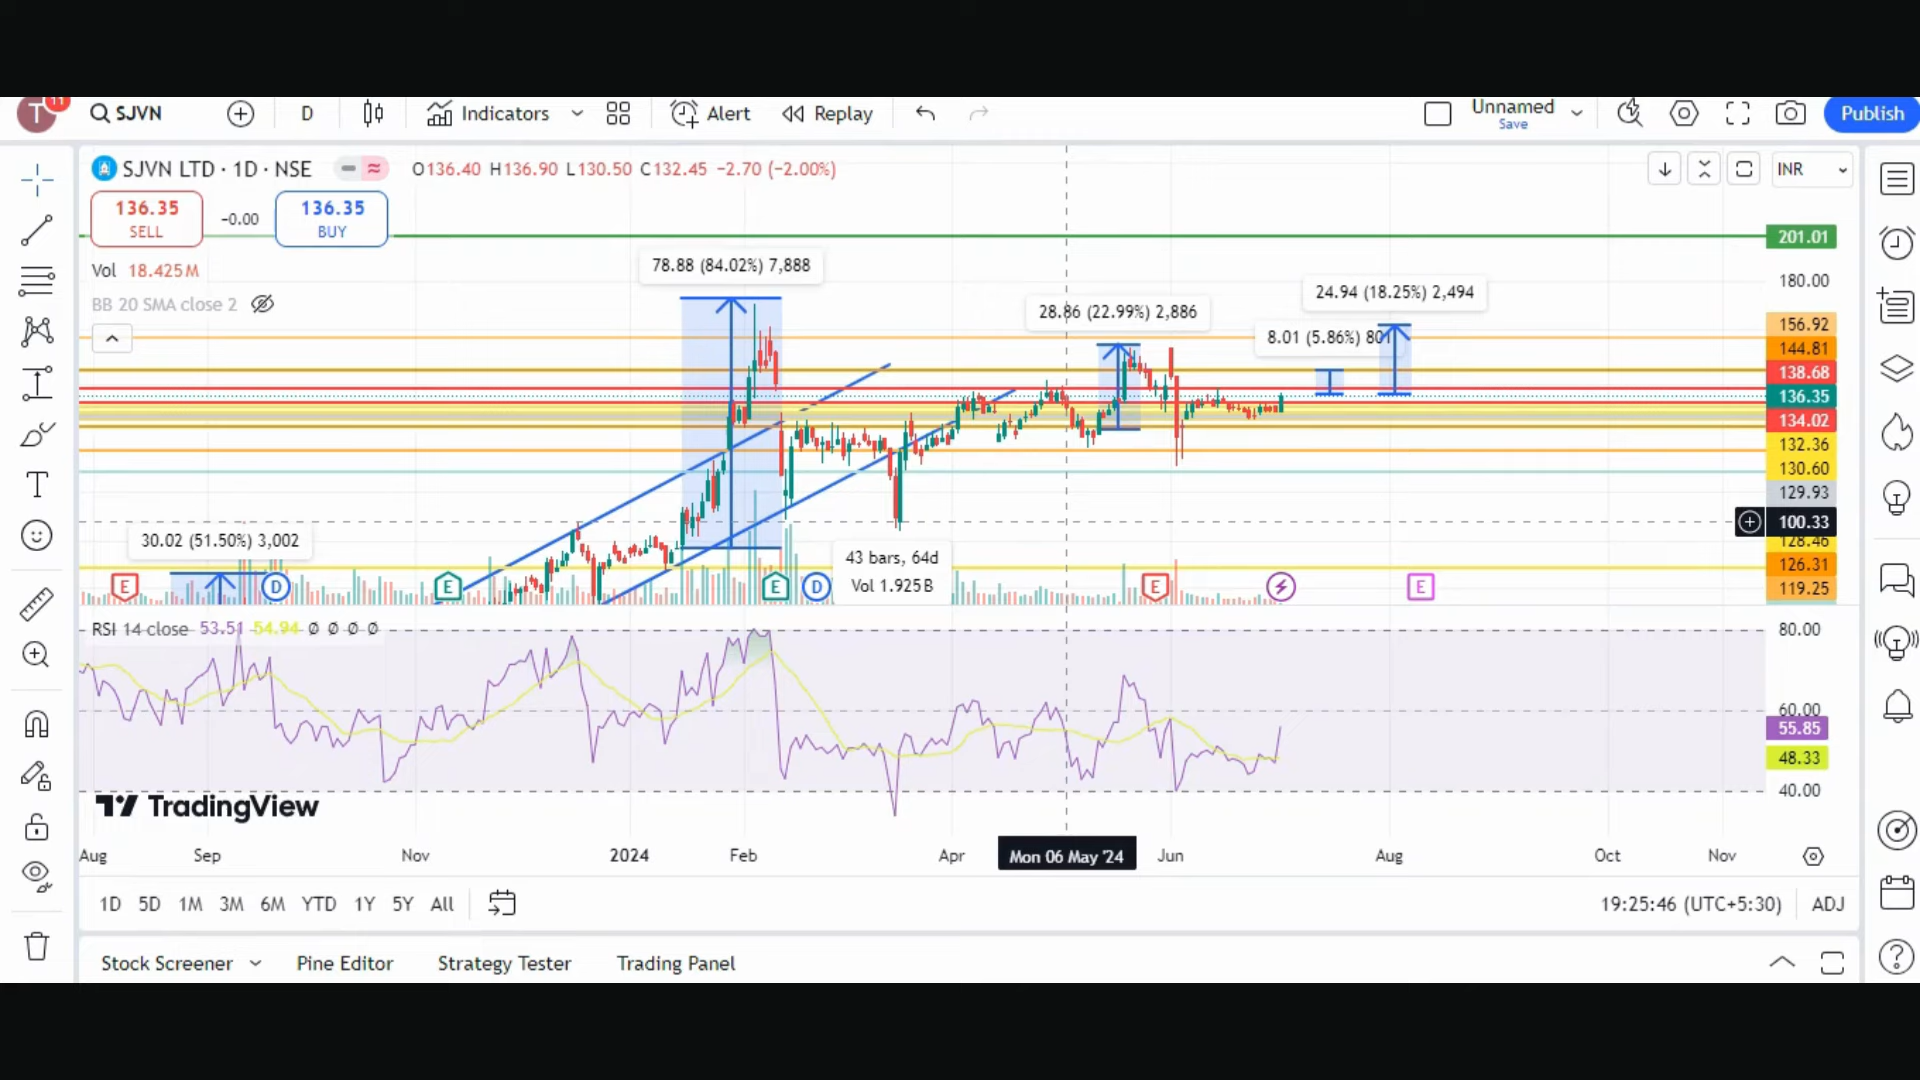 T 11 SJVN D Indicators Alert Replay Unnamed Save Publish
SJVN LTD · 1D · NSE O136.40 H136.90 L130.50 C132.45 −2.70 (−2.00%) INR
136.35 SELL −0.00 136.35 BUY
201.01
Vol 18.425M
78.88 (84.02%) 7,888
180.00
BB 20 SMA close 2
24.94 (18.25%) 2,494
28.86 (22.99%) 2,886
156.92
8.01 (5.86%) 801
144.81
138.68
136.35
134.02
132.36
130.60
129.93
100.33
128.46
30.02 (51.50%) 3,002
43 bars, 64d
Vol 1.925B
126.31
119.25
E D E E D E E
RSI 14 close 53.51 54.94 ∅ ∅ ∅ ∅
80.00
60.00
55.85
48.33
40.00
TradingView
Aug Sep Nov 2024 Feb Apr Mon 06 May '24 Jun Aug Oct Nov
1D 5D 1M 3M 6M YTD 1Y 5Y All 19:25:46 (UTC+5:30) ADJ
Stock Screener Pine Editor Strategy Tester Trading Panel